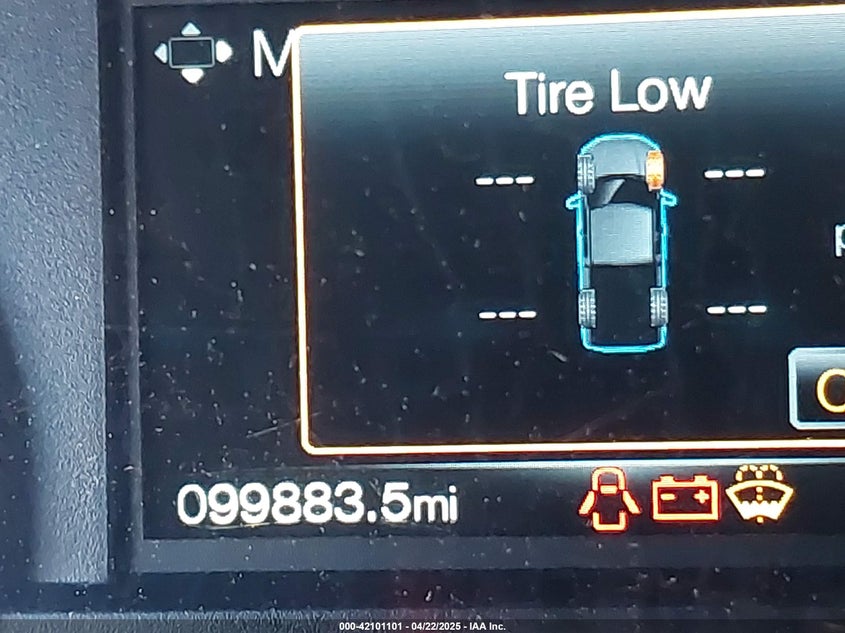 M
Tire Low
--- ---
p
--- ---
099883.5mi
000-42101101 - 04/22/2025 - IAA Inc.